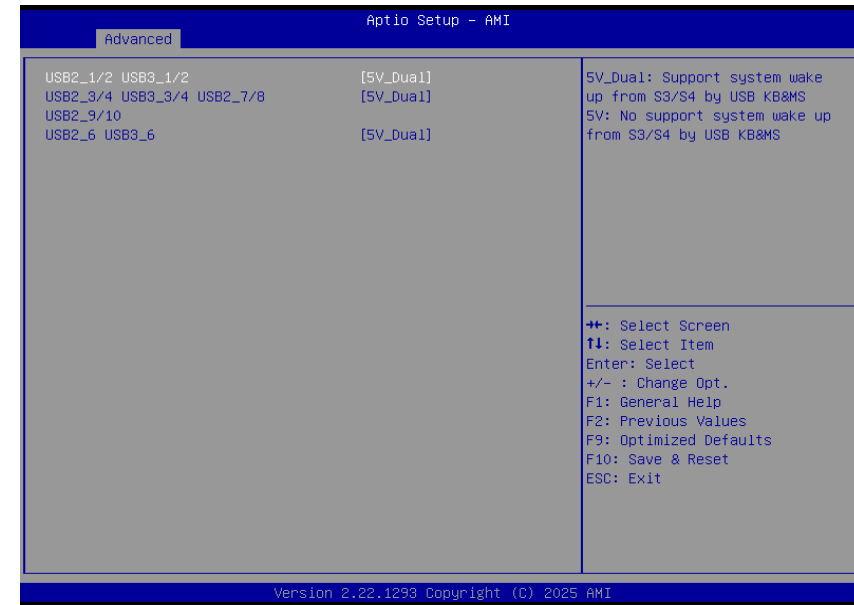 Aptio Setup – AMI
Advanced
USB2_1/2 USB3_1/2 [5V_Dual]
USB2_3/4 USB3_3/4 USB2_7/8 [5V_Dual]
USB2_9/10
USB2_6 USB3_6 [5V_Dual]
5V_Dual: Support system wake
up from S3/S4 by USB KB&MS
5V: No support system wake up
from S3/S4 by USB KB&MS
→←: Select Screen
↑↓: Select Item
Enter: Select
+/- : Change Opt.
F1: General Help
F2: Previous Values
F9: Optimized Defaults
F10: Save & Reset
ESC: Exit
Version 2.22.1293 Copyright (C) 2025 AMI